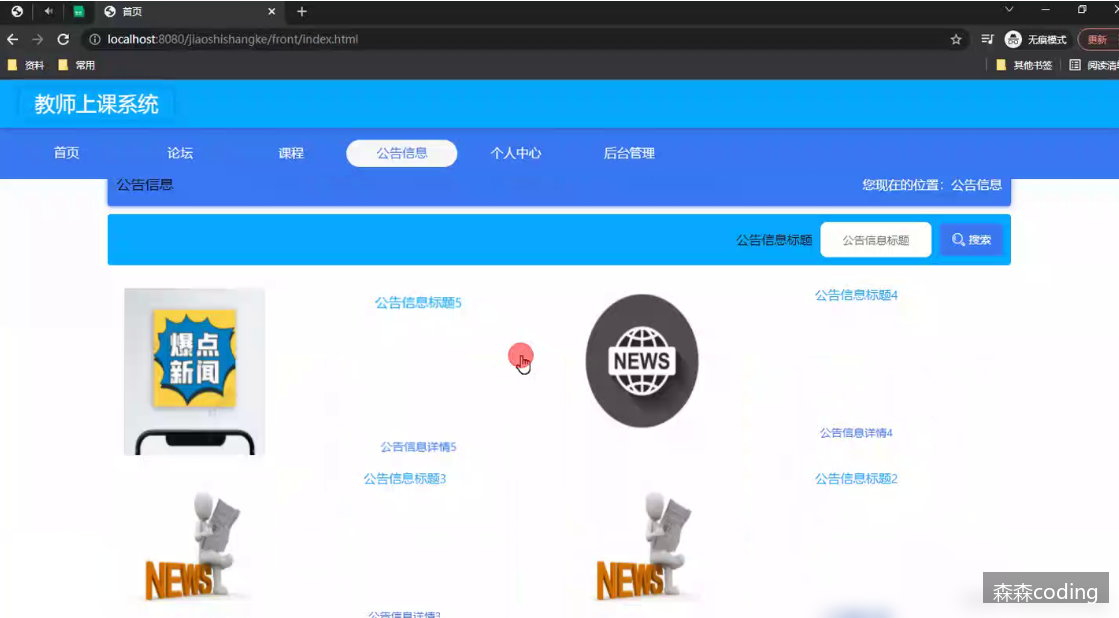 首页
localhost:8080/jiaoshishangke/front/index.html
无痕模式
更新
资料
常用
其他书签
阅读清单
教师上课系统
首页
论坛
课程
公告信息
个人中心
后台管理
公告信息
您现在的位置：公告信息
公告信息标题
公告信息标题
搜索
爆点
新闻
公告信息标题5
公告信息详情5
NEWS
公告信息标题4
公告信息详情4
NEWS
公告信息标题3
公告信息详情3
NEWS
公告信息标题2
森森coding